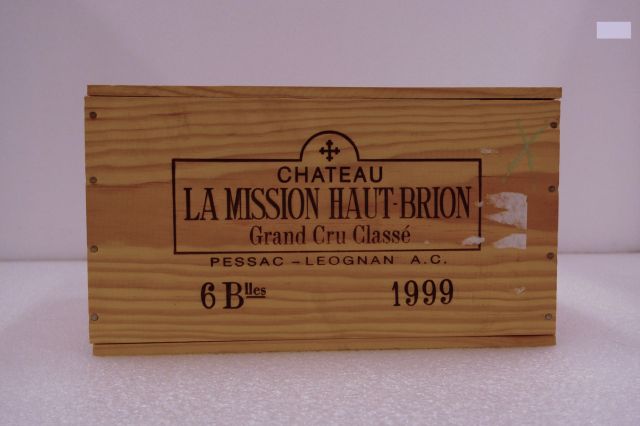 CHATEAU
LA MISSION HAUT-BRION
Grand Cru Classé
PESSAC - LEOGNAN A.C.
6 Blles 1999